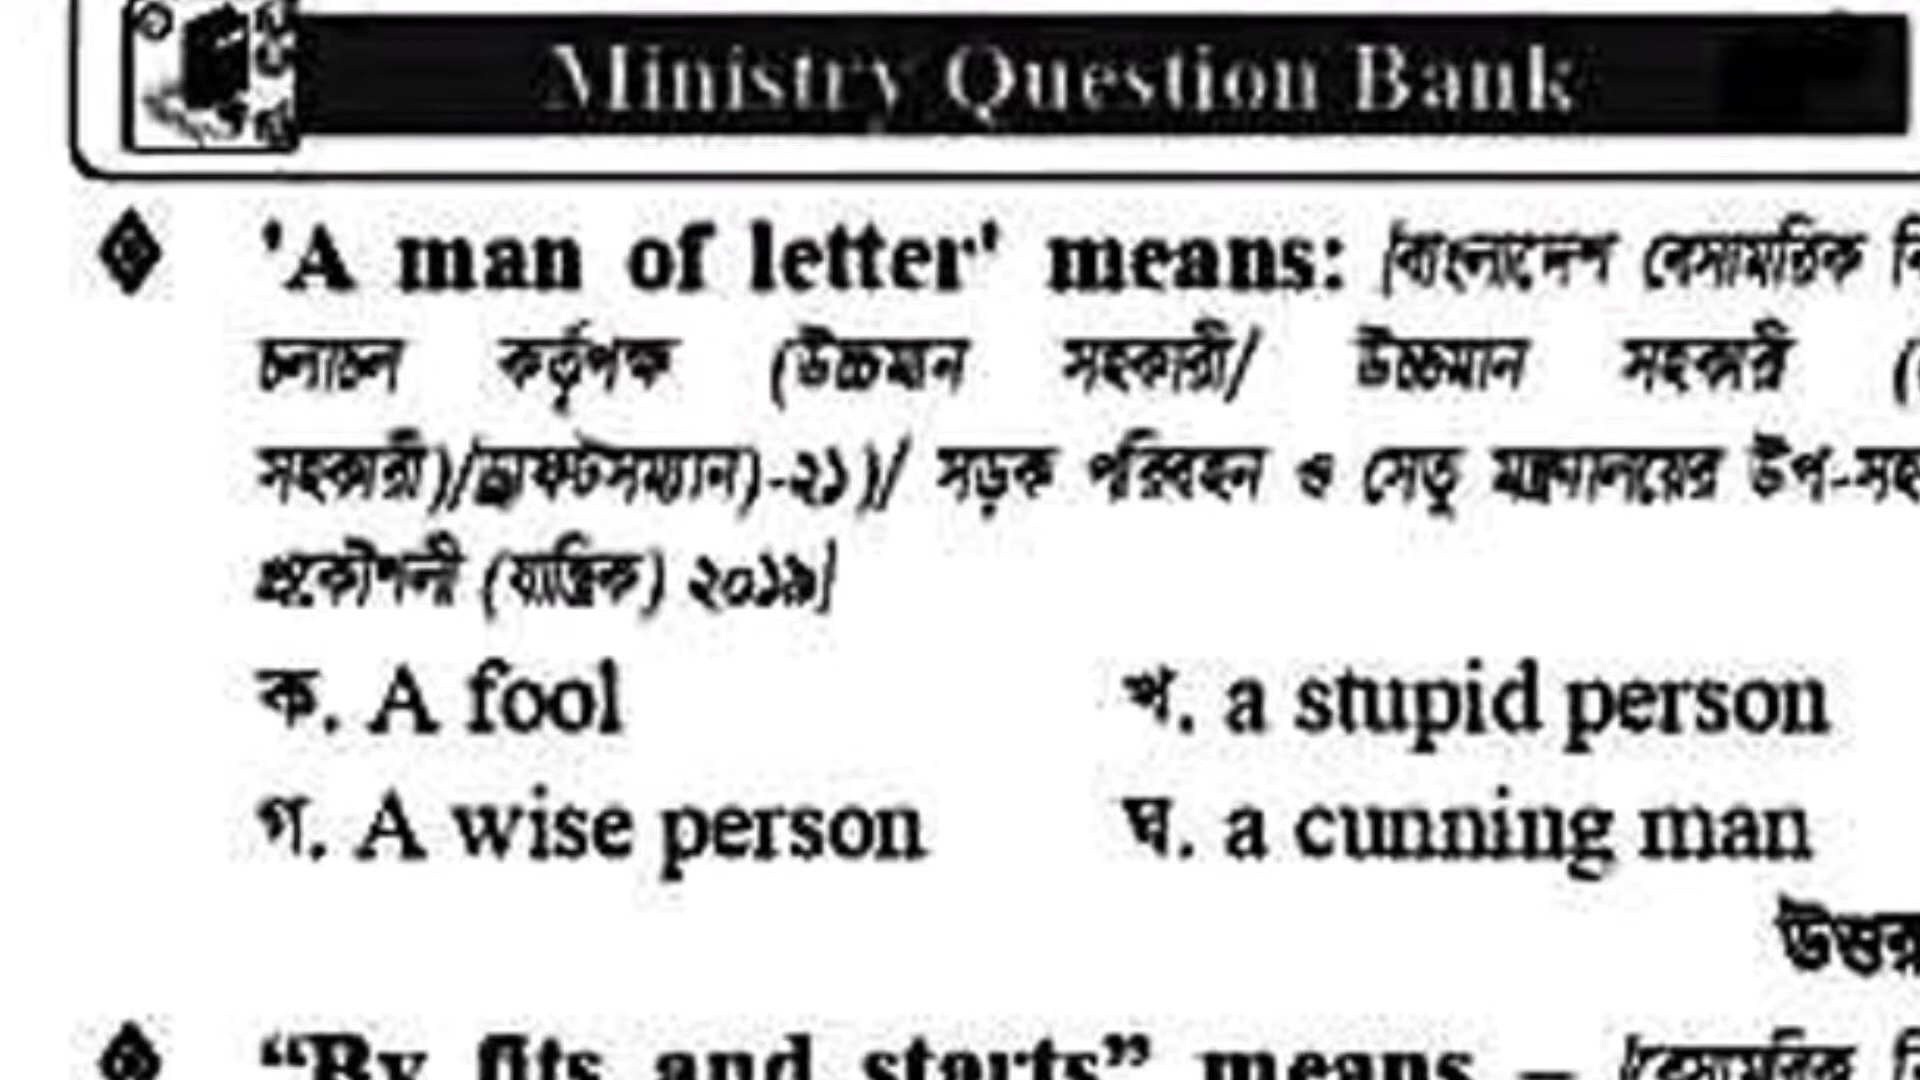 Ministry Question Bank
'A man of letter' means: [বাংলাদেশ বেসামরিক
চলাচল কর্তৃপক্ষ (উচ্চমান সহকারী/ উচ্চমান সহকারী
সহকারী)/ড্রাফটসম্যান)-২১)/ সড়ক পরিবহন ও সেতু মন্ত্রণালয়ের উপ-সহ
প্রকৌশলী (যান্ত্রিক) ২০১৯]
ক. A fool খ. a stupid person
গ. A wise person ঘ. a cunning man
উত্তর
“By fits and starts” means – [বেসামরিক